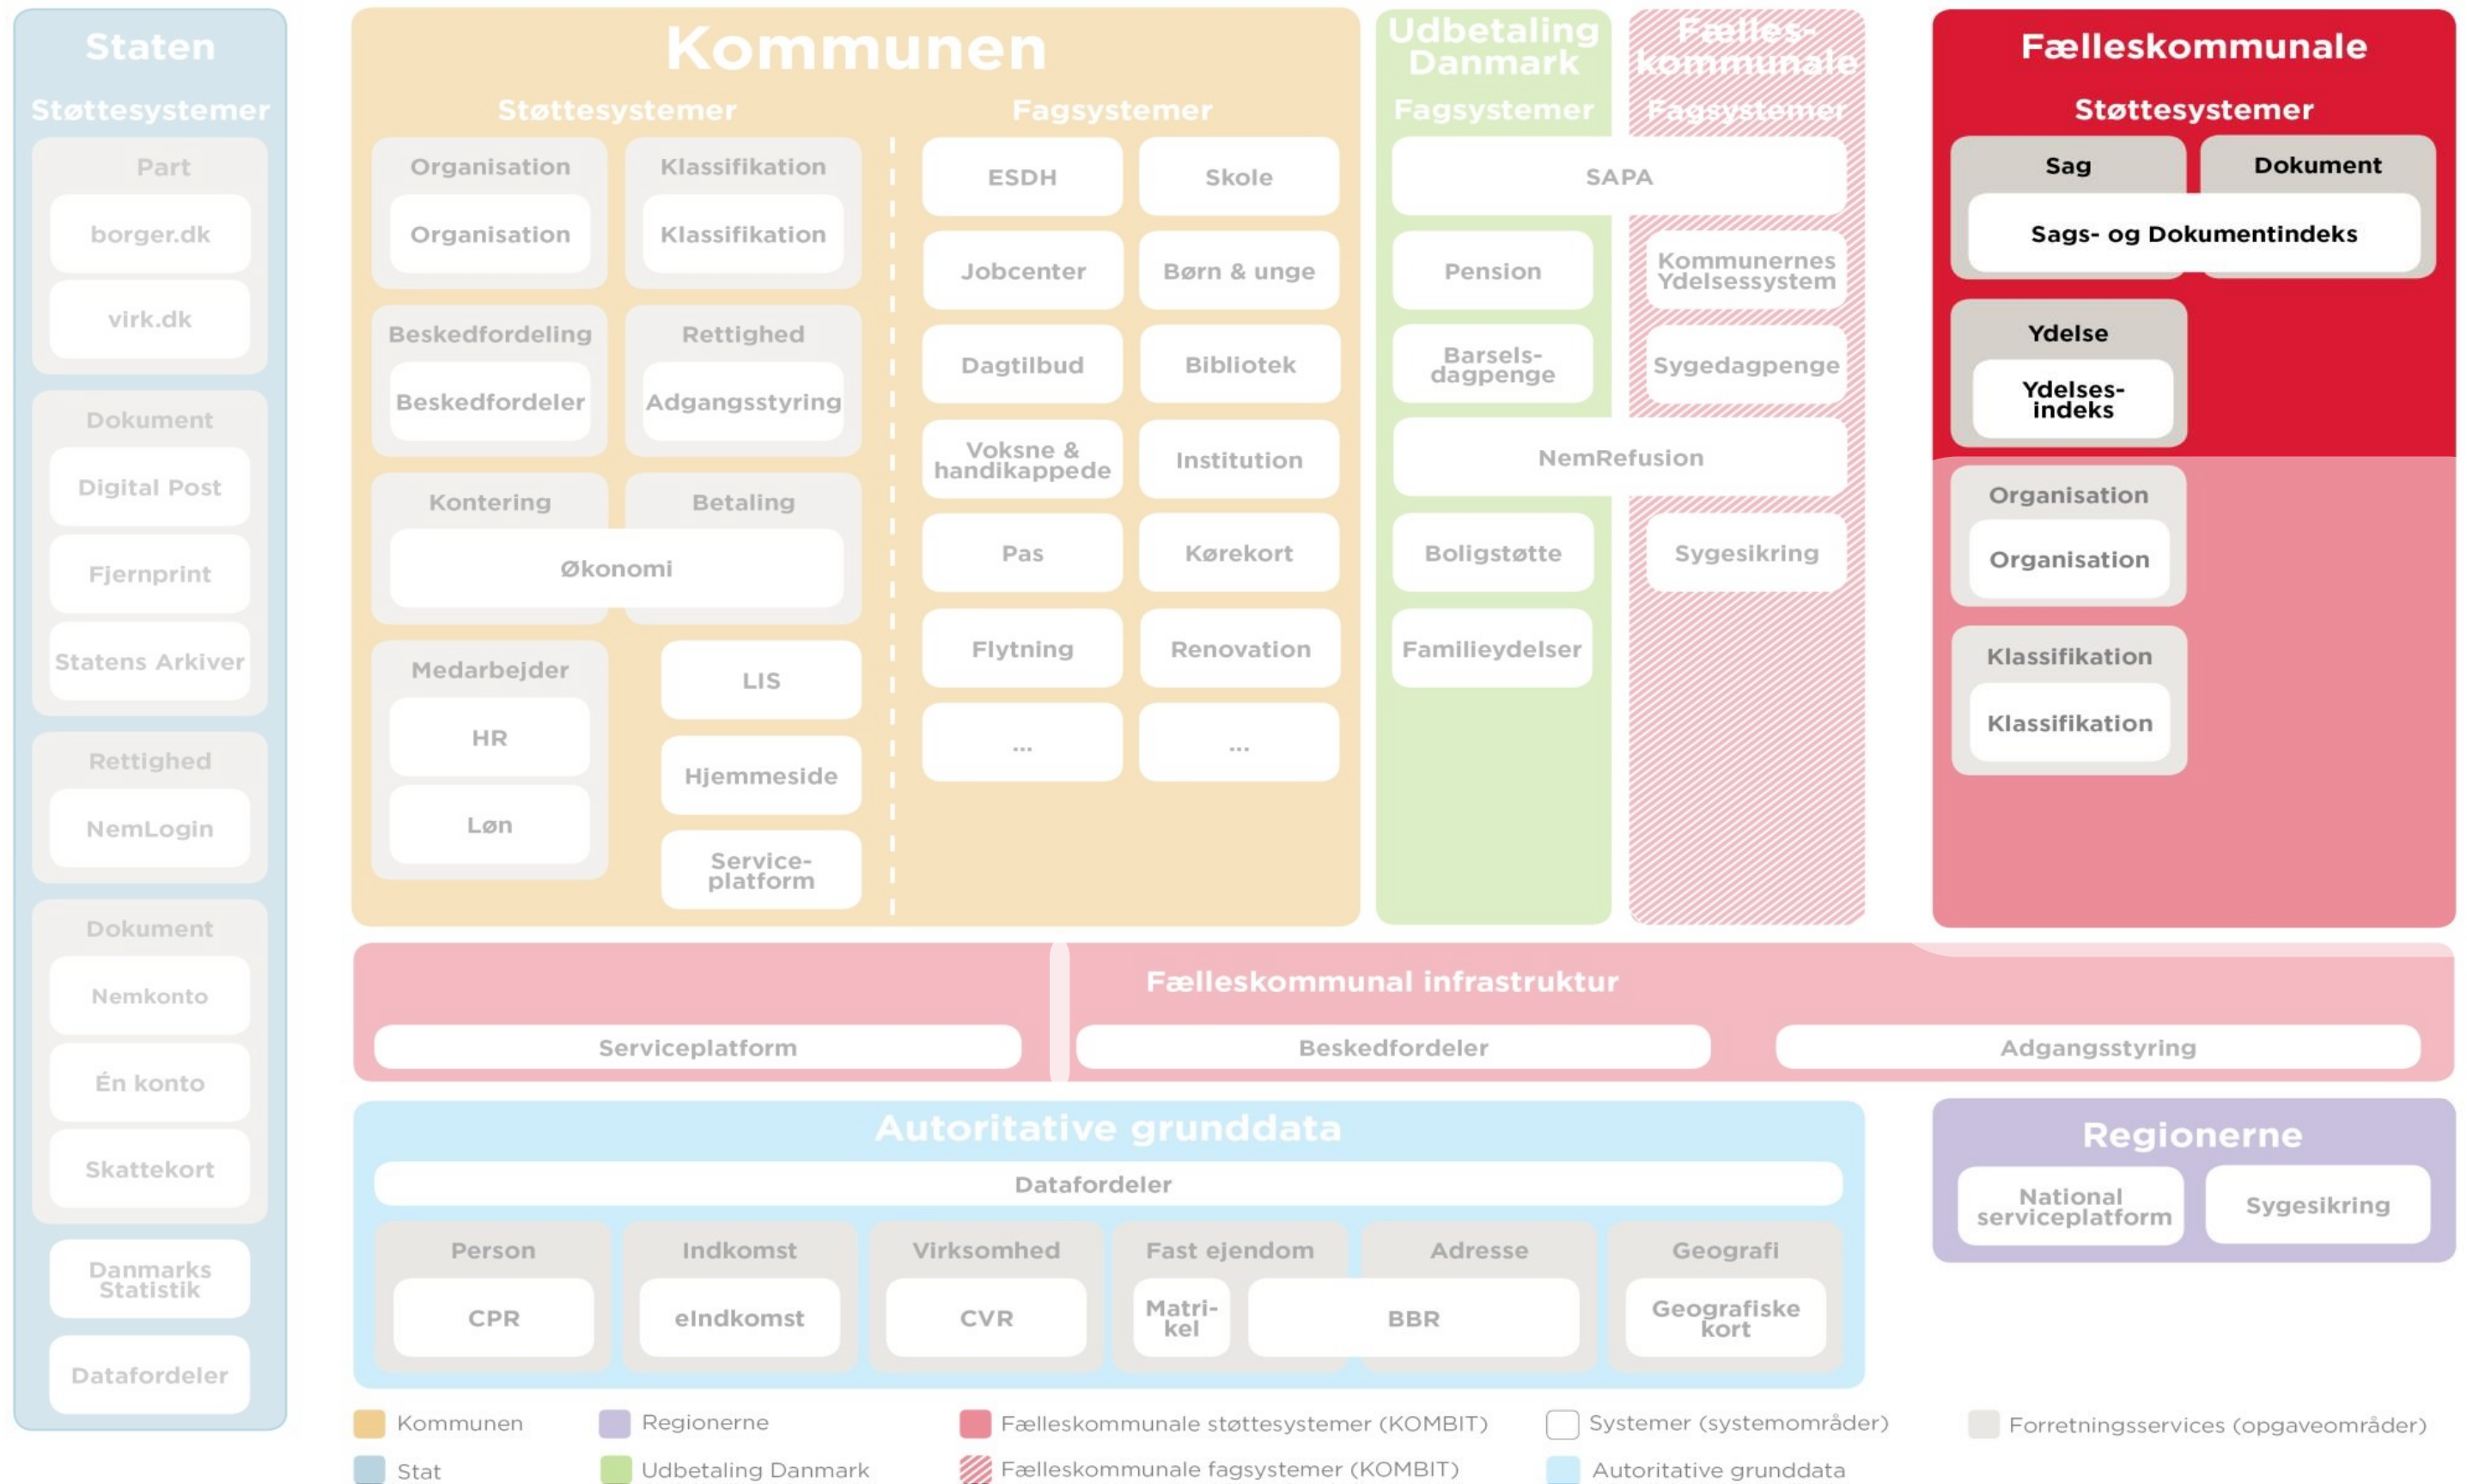 Staten
Støttesystemer
Part
borger.dk
virk.dk
Dokument
Digital Post
Fjernprint
Statens Arkiver
Rettighed
NemLogin
Dokument
Nemkonto
Én konto
Skattekort
Danmarks
Statistik
Datafordeler
Kommunen
Støttesystemer
Organisation
Organisation
Klassifikation
Klassifikation
Beskedfordeling
Beskedfordeler
Rettighed
Adgangsstyring
Kontering
Betaling
Økonomi
Medarbejder
HR
Løn
LIS
Hjemmeside
Service-
platform
Fagsystemer
ESDH
Skole
Jobcenter
Børn & unge
Dagtilbud
Bibliotek
Voksne &
handikappede
Institution
Pas
Kørekort
Flytning
Renovation
...
...
Udbetaling
Danmark
Fagsystemer
Fælles-
kommunale
Fagsystemer
SAPA
Pension
Kommunernes
Ydelsessystem
Barsels-
dagpenge
Sygedagpenge
NemRefusion
Boligstøtte
Sygesikring
Familieydelser
Fælleskommunale
Støttesystemer
Sag
Dokument
Sags- og Dokumentindeks
Ydelse
Ydelses-
indeks
Organisation
Organisation
Klassifikation
Klassifikation
Fælleskommunal infrastruktur
Serviceplatform
Beskedfordeler
Adgangsstyring
Autoritative grunddata
Datafordeler
Person
CPR
Indkomst
eIndkomst
Virksomhed
CVR
Fast ejendom
Adresse
Matri-
kel
BBR
Geografi
Geografiske
kort
Regionerne
National
serviceplatform
Sygesikring
Kommunen
Regionerne
Fælleskommunale støttesystemer (KOMBIT)
Systemer (systemområder)
Forretningsservices (opgaveområder)
Stat
Udbetaling Danmark
Fælleskommunale fagsystemer (KOMBIT)
Autoritative grunddata